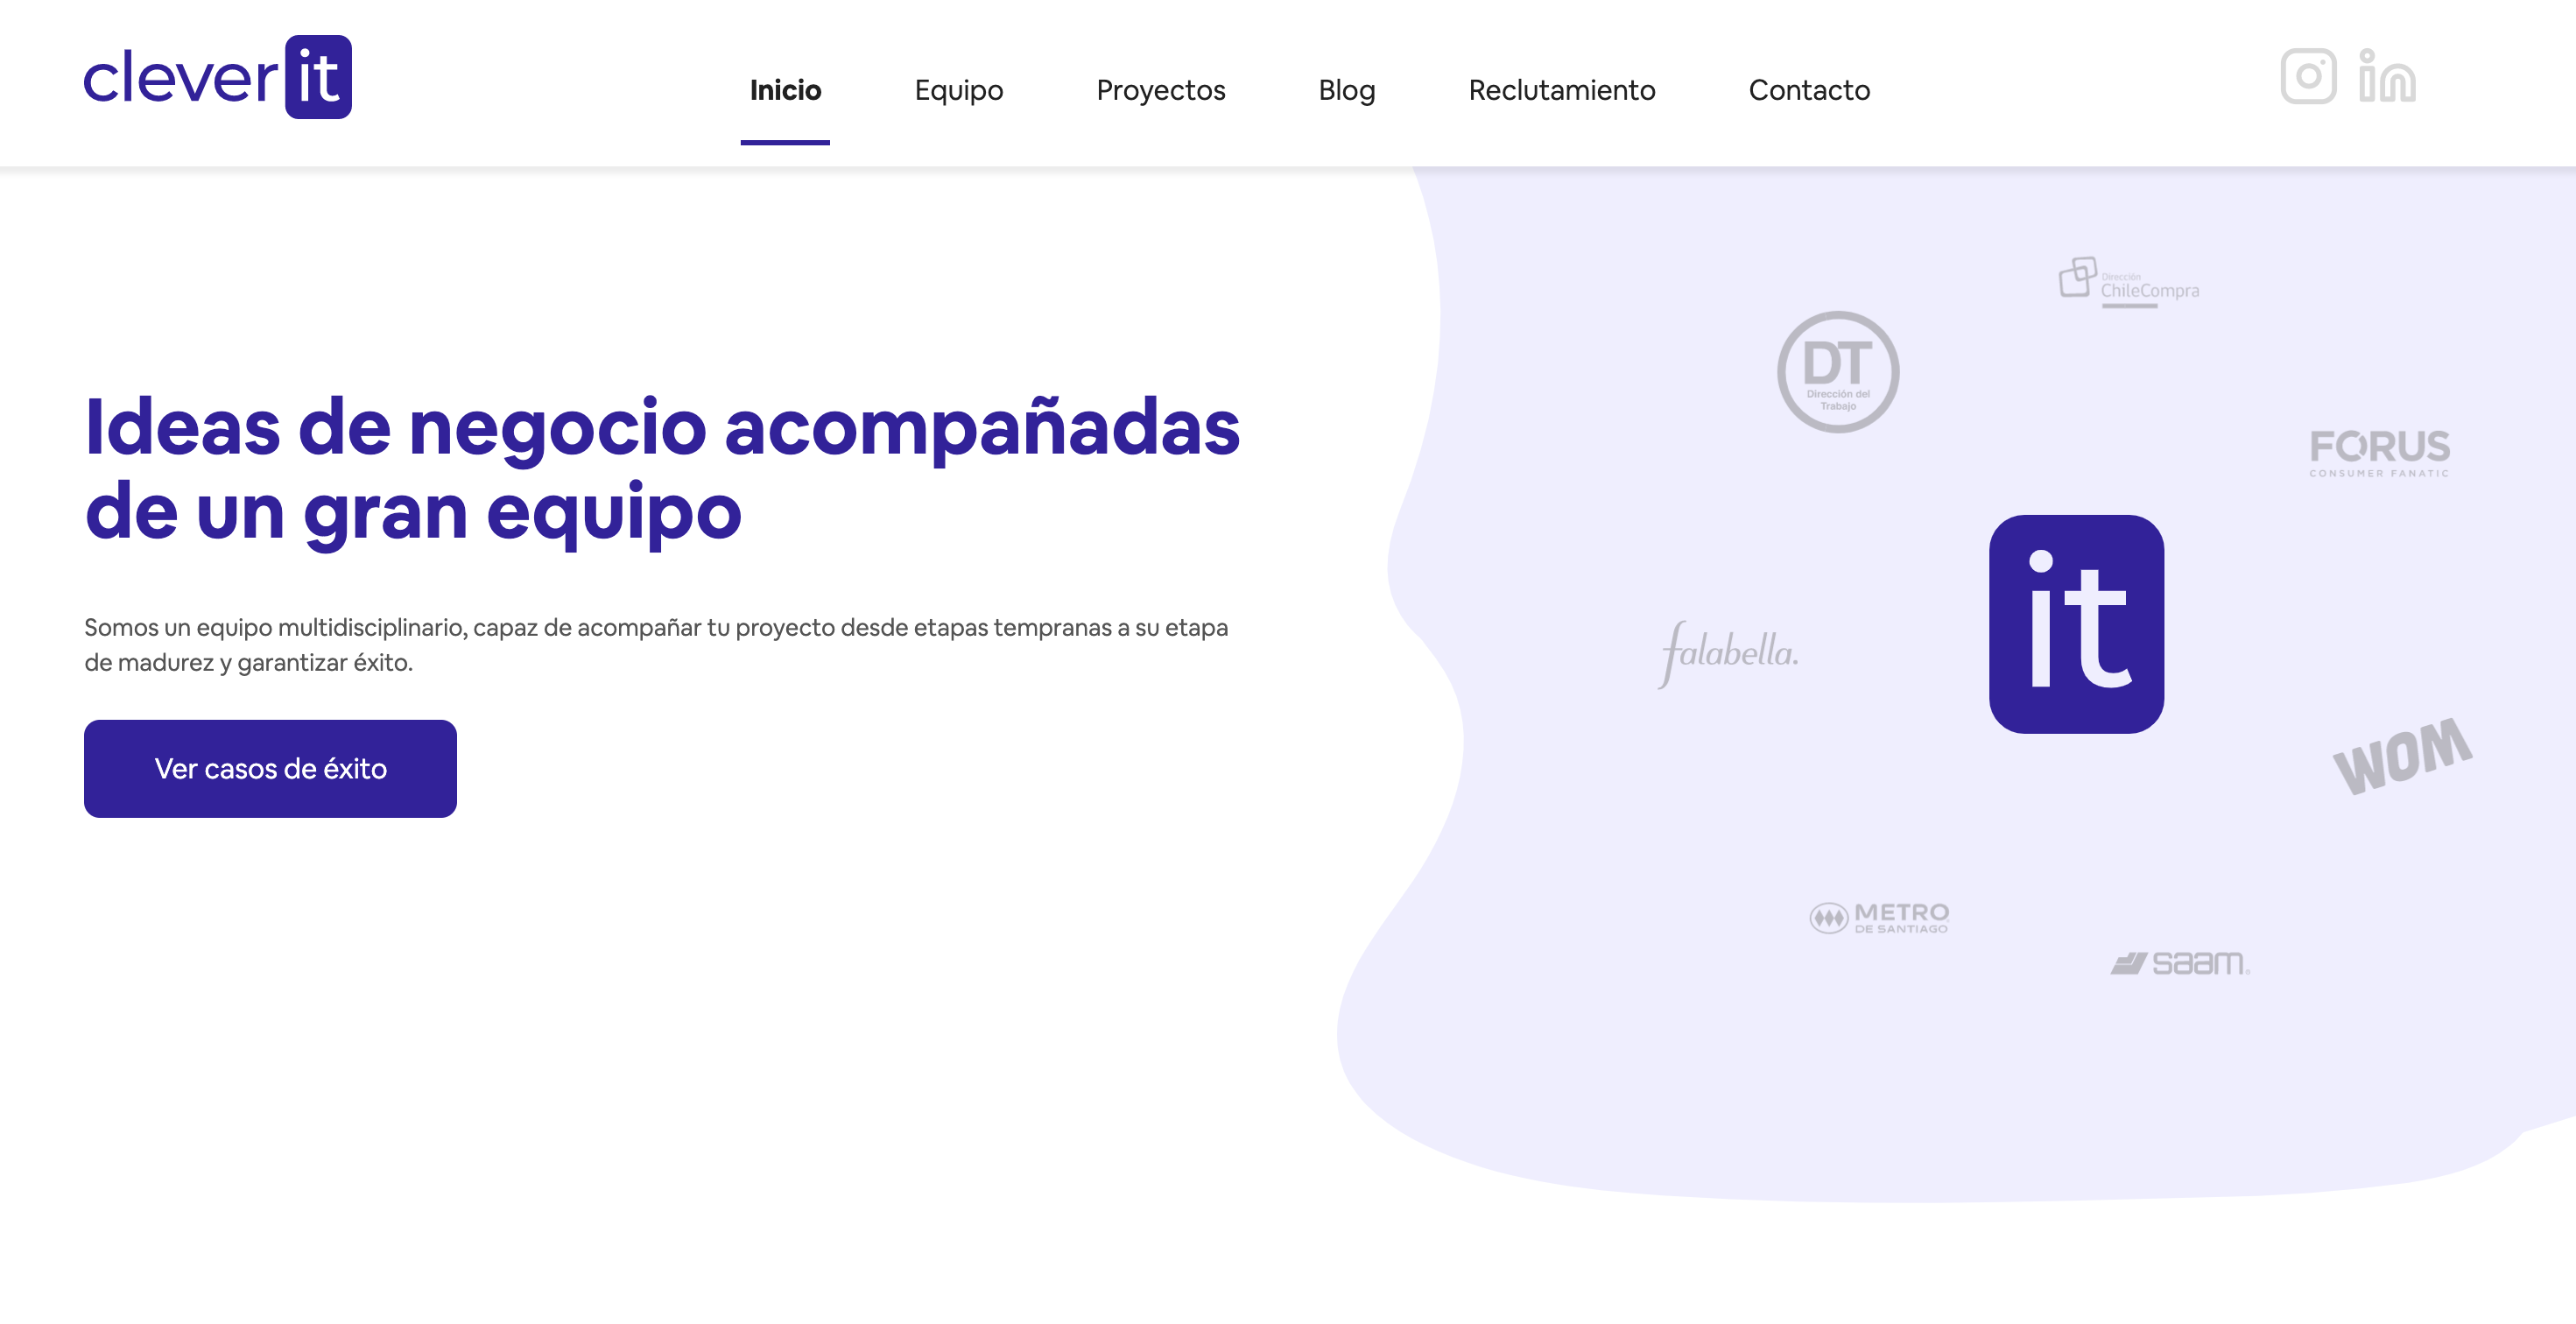 cleverit
Inicio
Equipo
Proyectos
Blog
Reclutamiento
Contacto
Ideas de negocio acompañadas
de un gran equipo
Somos un equipo multidisciplinario, capaz de acompañar tu proyecto desde etapas tempranas a su etapa
de madurez y garantizar éxito.
Ver casos de éxito
Dirección
ChileCompra
DT
Dirección del
Trabajo
FORUS
CONSUMER FANATIC
it
falabella.
WOM
METRO
DE SANTIAGO
saam